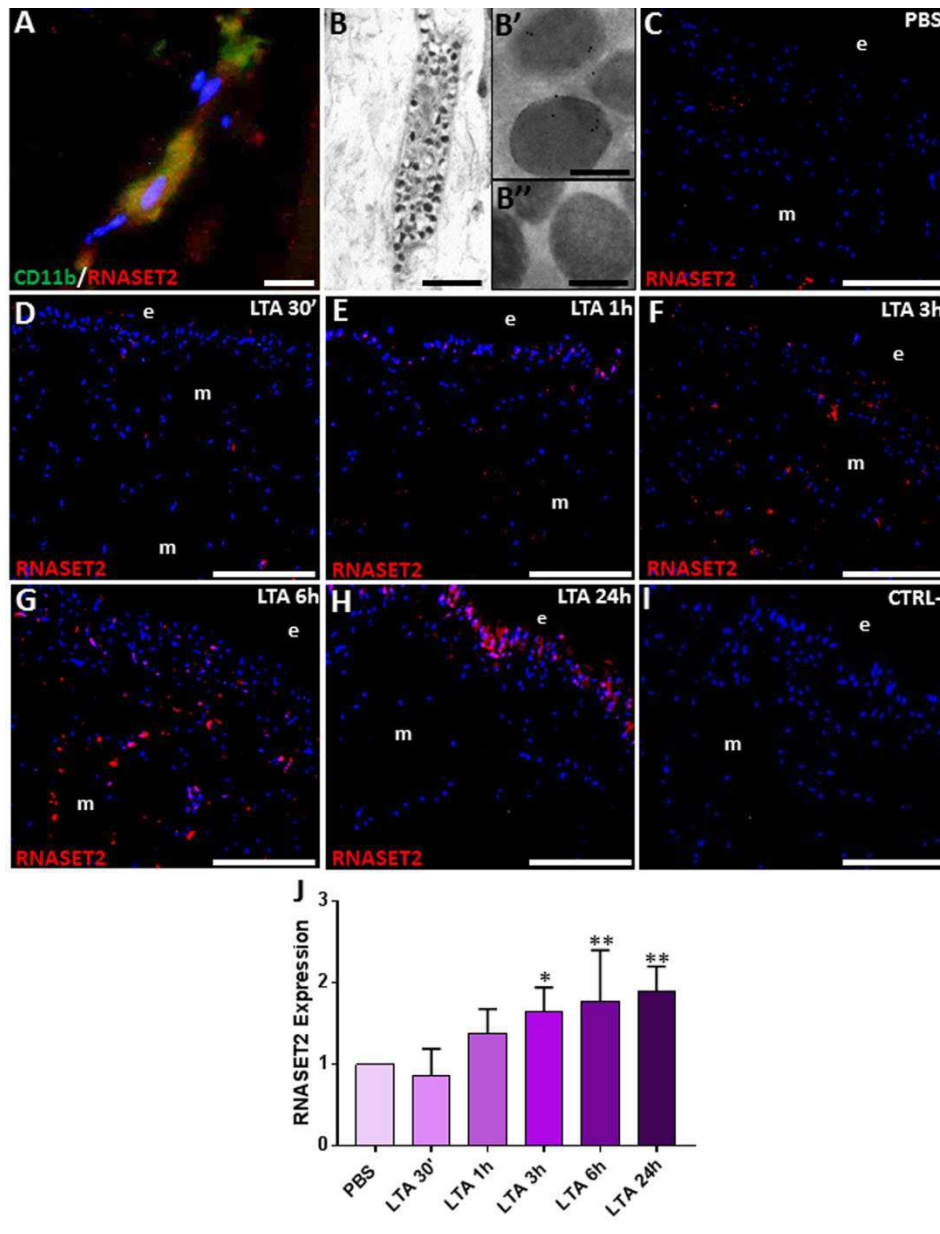 A
CD11b/RNASET2
B
B'
B''
C
PBS
e
m
RNASET2
D
LTA 30'
e
m
m
RNASET2
E
LTA 1h
e
m
RNASET2
F
LTA 3h
e
m
RNASET2
G
LTA 6h
e
m
RNASET2
H
LTA 24h
e
m
RNASET2
I
CTRL-
e
m
J
RNASET2 Expression
3
2
1
0
*
**
**
PBS
LTA 30'
LTA 1h
LTA 3h
LTA 6h
LTA 24h